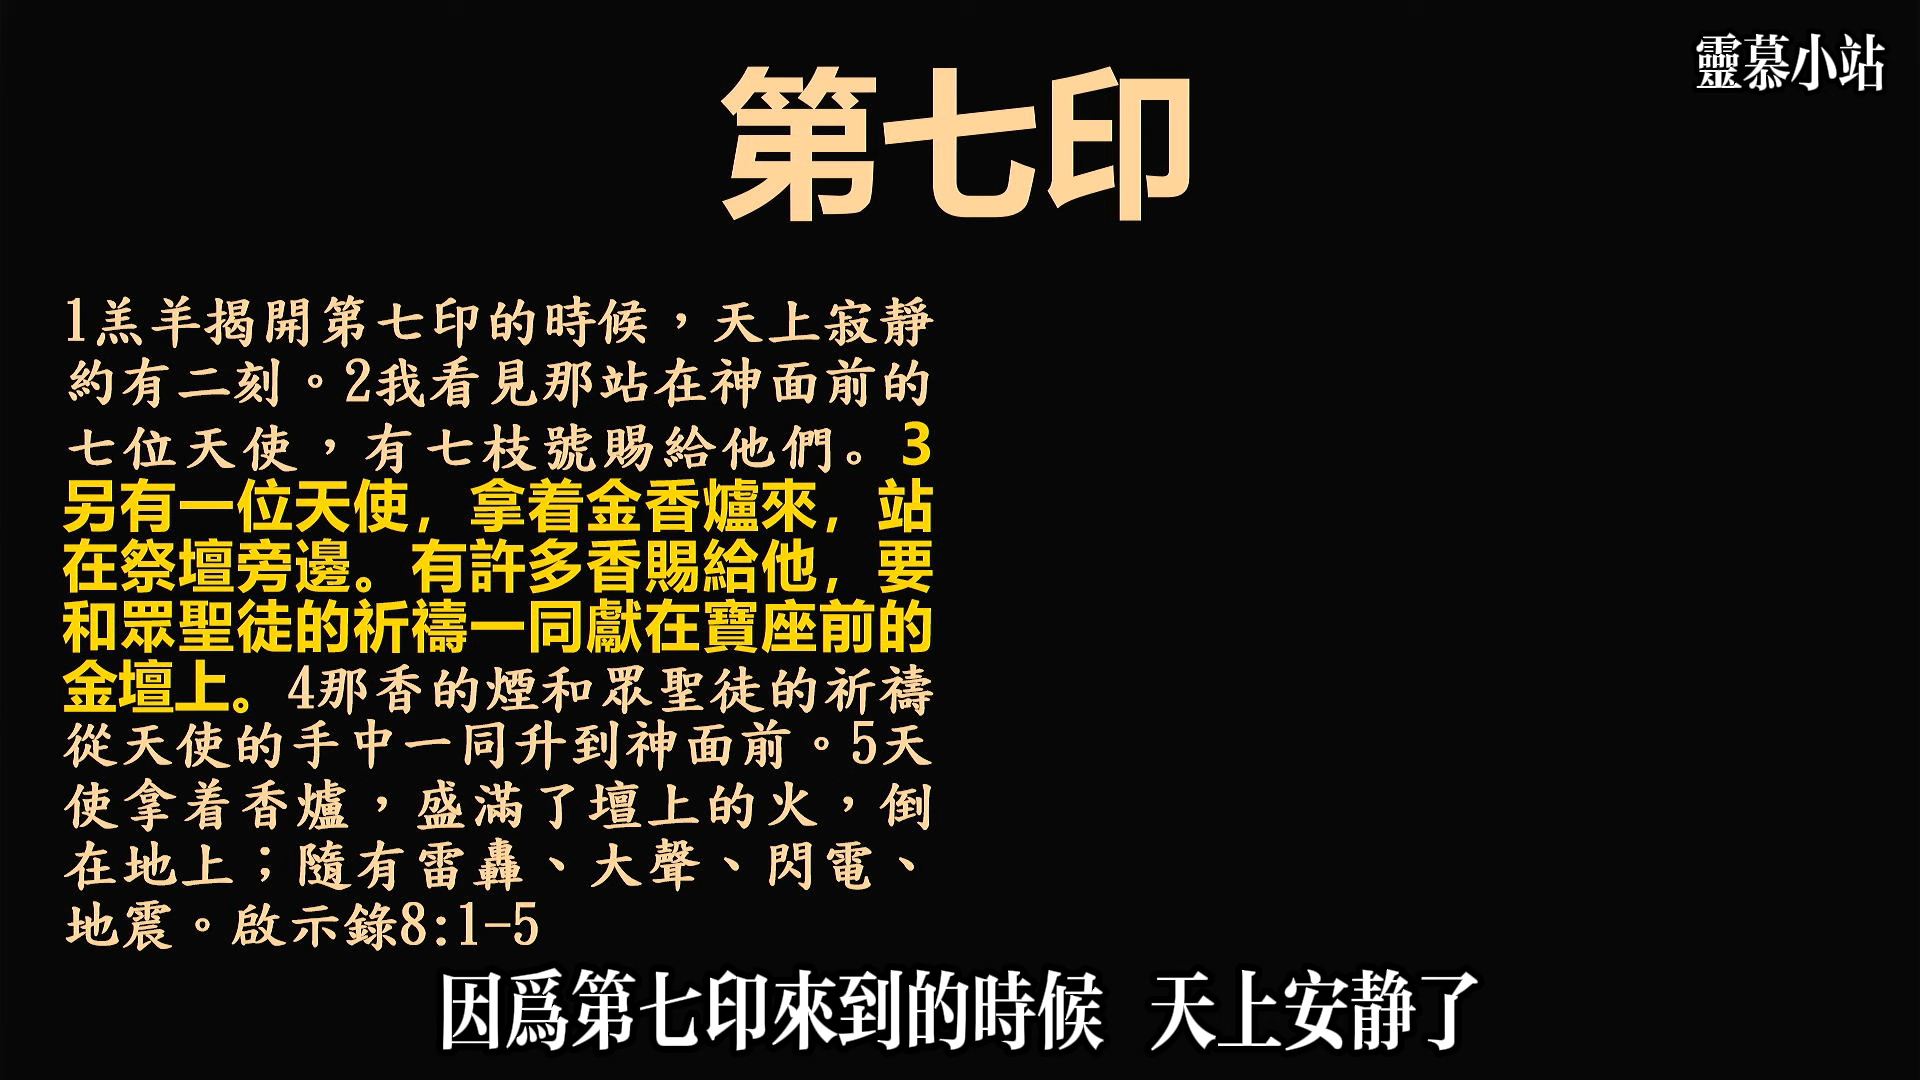 靈慕小站
第七印
1羔羊揭開第七印的時候，天上寂靜
約有二刻。2我看見那站在神面前的
七位天使，有七枝號賜給他們。3
另有一位天使，拿着金香爐來，站
在祭壇旁邊。有許多香賜給他，要
和眾聖徒的祈禱一同獻在寶座前的
金壇上。4那香的煙和眾聖徒的祈禱
從天使的手中一同升到神面前。5天
使拿着香爐，盛滿了壇上的火，倒
在地上；隨有雷轟、大聲、閃電、
地震。啟示錄8:1-5
因爲第七印來到的時候 天上安靜了